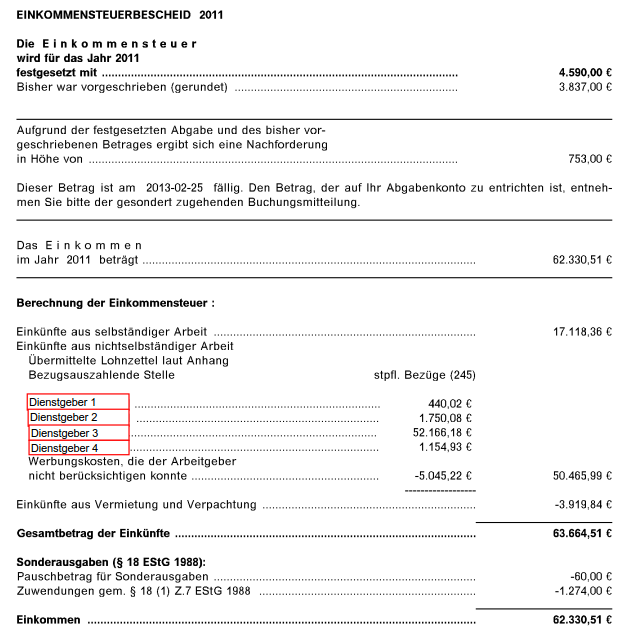 EINKOMMENSTEUERBESCHEID 2011
Die E i n k o m m e n s t e u e r
wird für das Jahr 2011
festgesetzt mit ........................ 4.590,00 €
Bisher war vorgeschrieben (gerundet) ........................ 3.837,00 €
Aufgrund der festgesetzten Abgabe und des bisher vor-
geschriebenen Betrages ergibt sich eine Nachforderung
in Höhe von ........................ 753,00 €
Dieser Betrag ist am 2013-02-25 fällig. Den Betrag, der auf Ihr Abgabenkonto zu entrichten ist, entneh-
men Sie bitte der gesondert zugehenden Buchungsmitteilung.
Das E i n k o m m e n
im Jahr 2011 beträgt ........................ 62.330,51 €
Berechnung der Einkommensteuer :
Einkünfte aus selbständiger Arbeit ........................ 17.118,36 €
Einkünfte aus nichtselbständiger Arbeit
Übermittelte Lohnzettel laut Anhang
Bezugsauszahlende Stelle stpfl. Bezüge (245)
Dienstgeber 1 ........................ 440,02 €
Dienstgeber 2 ........................ 1.750,08 €
Dienstgeber 3 ........................ 52.166,18 €
Dienstgeber 4 ........................ 1.154,93 €
Werbungskosten, die der Arbeitgeber
nicht berücksichtigen konnte ........................ -5.045,22 € 50.465,99 €
Einkünfte aus Vermietung und Verpachtung ........................ -3.919,84 €
Gesamtbetrag der Einkünfte ........................ 63.664,51 €
Sonderausgaben (§ 18 EStG 1988):
Pauschbetrag für Sonderausgaben ........................ -60,00 €
Zuwendungen gem. § 18 (1) Z.7 EStG 1988 ........................ -1.274,00 €
Einkommen ........................ 62.330,51 €